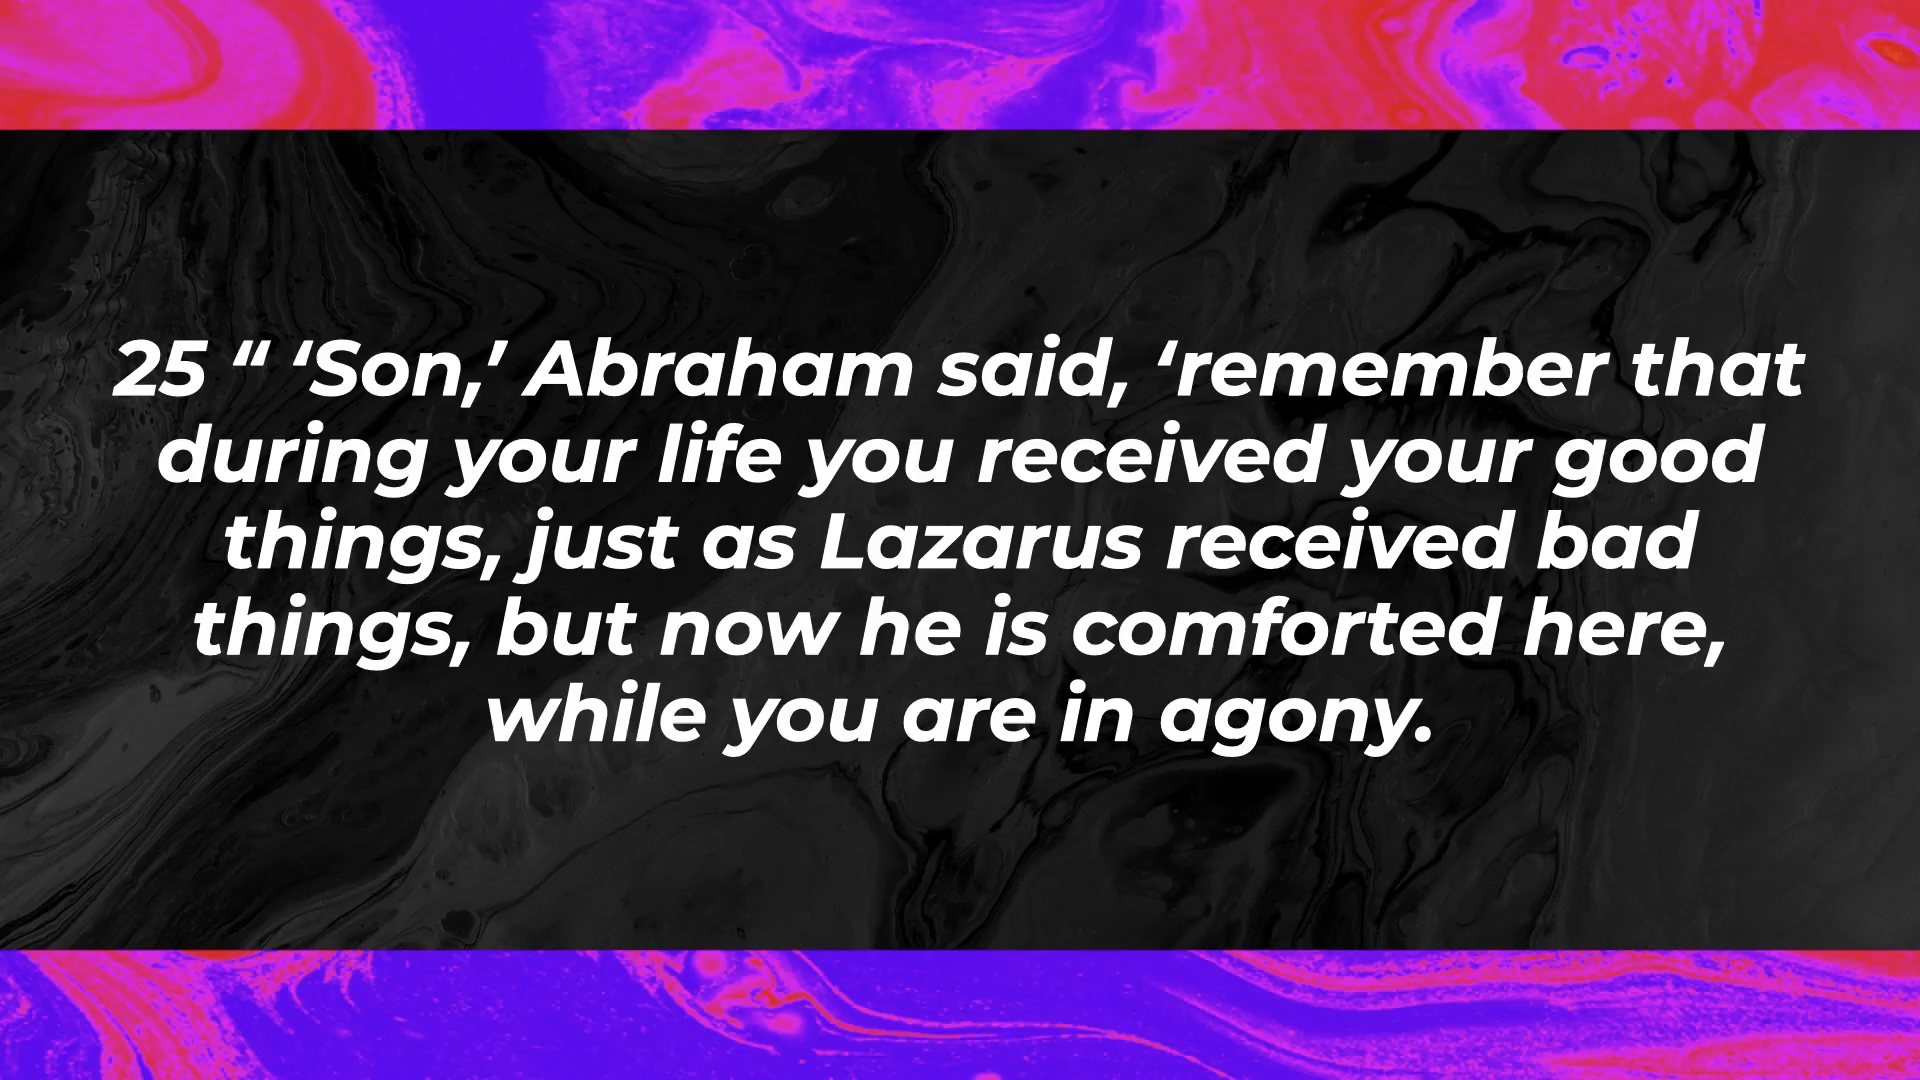 25 “ ‘Son,’ Abraham said, ‘remember that
during your life you received your good
things, just as Lazarus received bad
things, but now he is comforted here,
while you are in agony.